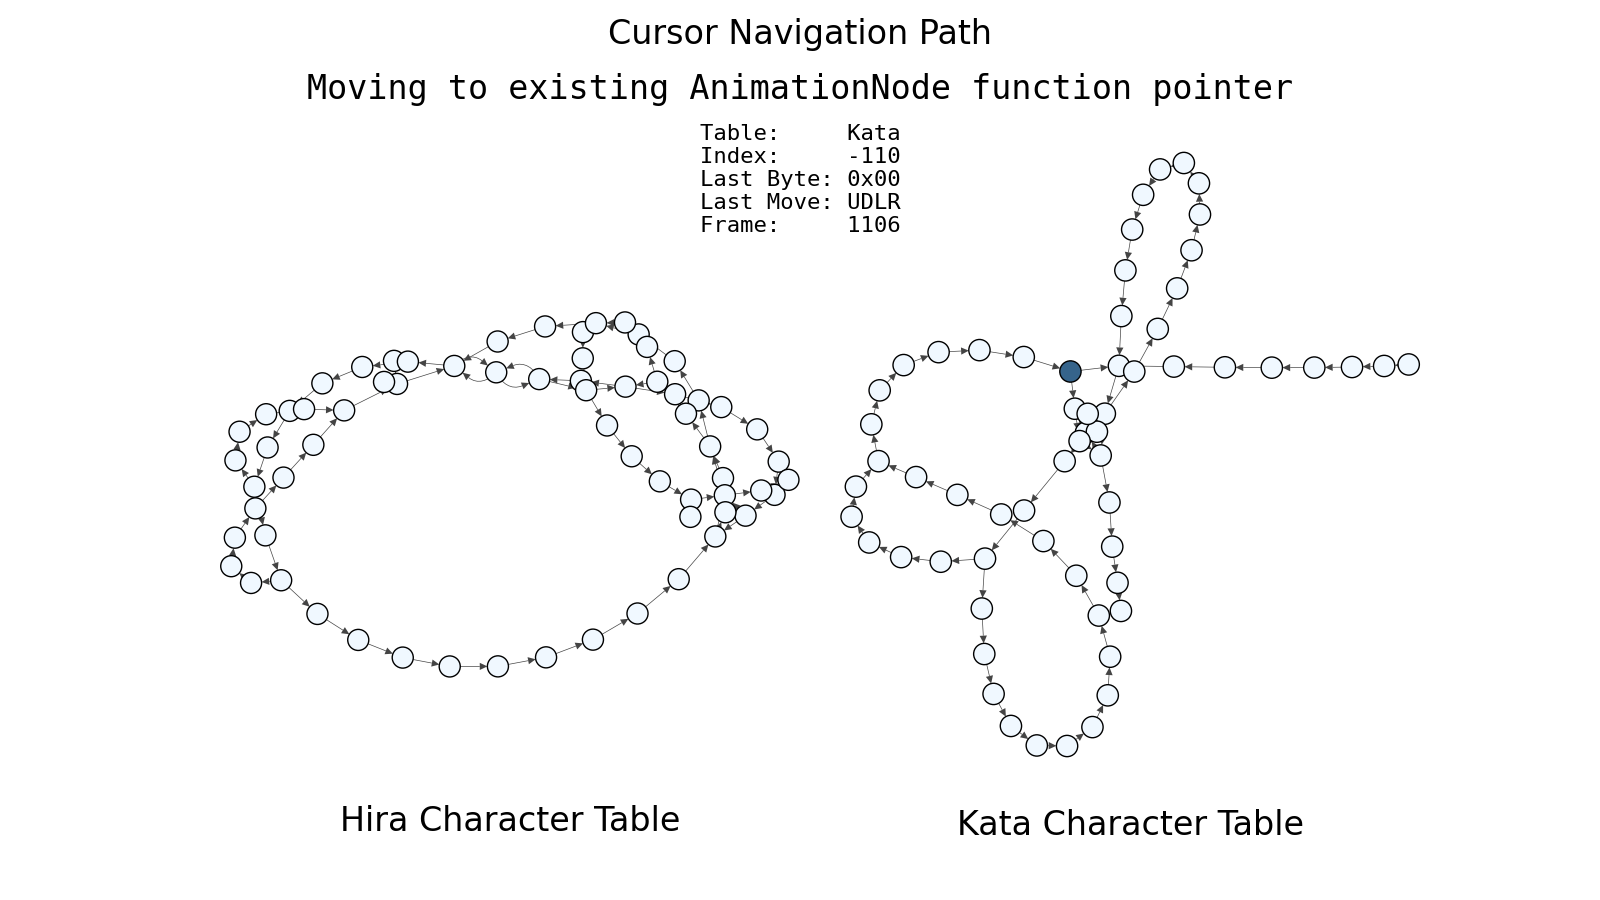 Cursor Navigation Path
Moving to existing AnimationNode function pointer
Table: Kata
Index: -110
Last Byte: 0x00
Last Move: UDLR
Frame: 1106
Hira Character Table
Kata Character Table